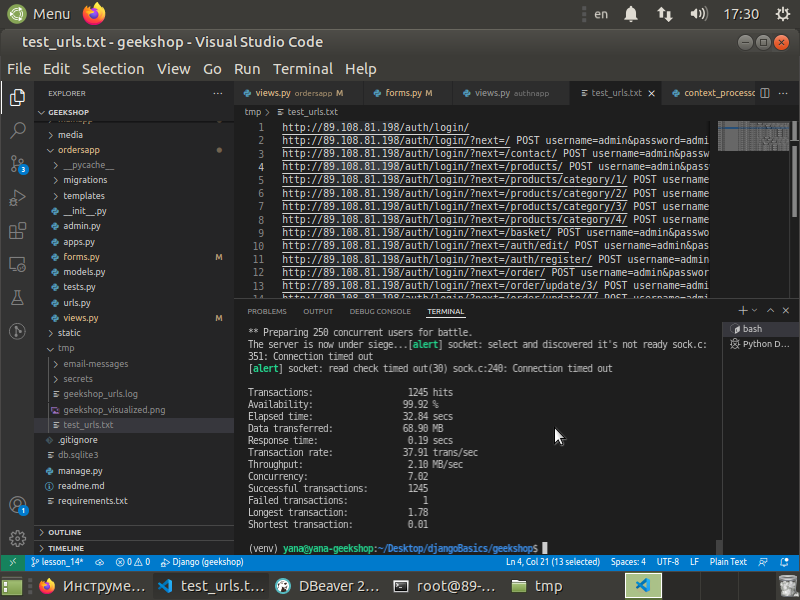 Menu en 17:30
test_urls.txt - geekshop - Visual Studio Code
File Edit Selection View Go Run Terminal Help
EXPLORER
GEEKSHOP
media
ordersapp
__pycache__
migrations
templates
__init__.py
admin.py
apps.py
forms.py M
models.py
tests.py
urls.py
views.py M
static
tmp
email-messages
secrets
geekshop_urls.log
geekshop_visualized.png
test_urls.txt
.gitignore
db.sqlite3
manage.py
readme.md
requirements.txt
OUTLINE
TIMELINE
3
1
views.py ordersapp M forms.py M views.py authnapp test_urls.txt context_processo
tmp > test_urls.txt
1 http://89.108.81.198/auth/login/
2 http://89.108.81.198/auth/login/?next=/ POST username=admin&password=admi
3 http://89.108.81.198/auth/login/?next=/contact/ POST username=admin&passw
4 http://89.108.81.198/auth/login/?next=/products/ POST username=admin&pass
5 http://89.108.81.198/auth/login/?next=/products/category/1/ POST username
6 http://89.108.81.198/auth/login/?next=/products/category/2/ POST username
7 http://89.108.81.198/auth/login/?next=/products/category/3/ POST username
8 http://89.108.81.198/auth/login/?next=/products/category/4/ POST username
9 http://89.108.81.198/auth/login/?next=/basket/ POST username=admin&passwo
10 http://89.108.81.198/auth/login/?next=/auth/edit/ POST username=admin&pas
11 http://89.108.81.198/auth/login/?next=/auth/register/ POST username=admin
12 http://89.108.81.198/auth/login/?next=/order/ POST username=admin&passwor
13 http://89.108.81.198/auth/login/?next=/order/update/3/ POST username=admi
14 http://89.108.81.198/auth/login/?next=/order/update/4/ POST username=admi
PROBLEMS OUTPUT DEBUG CONSOLE TERMINAL
bash
Python D...
** Preparing 250 concurrent users for battle.
The server is now under siege...[alert] socket: select and discovered it's not ready sock.c:
351: Connection timed out
[alert] socket: read check timed out(30) sock.c:240: Connection timed out
Transactions: 1245 hits
Availability: 99.92 %
Elapsed time: 32.84 secs
Data transferred: 68.90 MB
Response time: 0.19 secs
Transaction rate: 37.91 trans/sec
Throughput: 2.10 MB/sec
Concurrency: 7.02
Successful transactions: 1245
Failed transactions: 1
Longest transaction: 1.78
Shortest transaction: 0.01
(venv) yana@yana-geekshop:~/Desktop/djangoBasics/geekshop$
lesson_14* 0 0 Django (geekshop) Ln 4, Col 21 (13 selected) Spaces: 4 UTF-8 LF Plain Text
Инструме... test_urls.t... DBeaver 2... root@89-... tmp